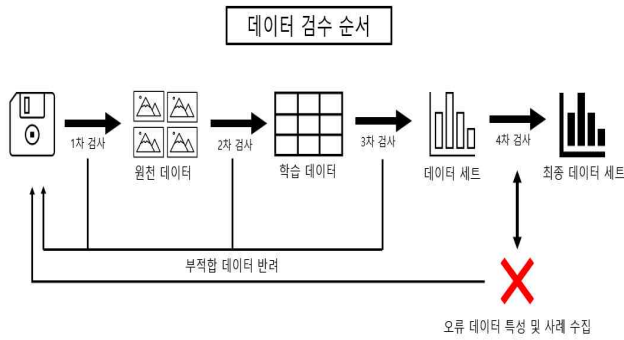 데이터 검수 순서
1차 검사
2차 검사
3차 검사
4차 검사
원천 데이터
학습 데이터
데이터 세트
최종 데이터 세트
부적합 데이터 반려
오류 데이터 특성 및 사례 수집